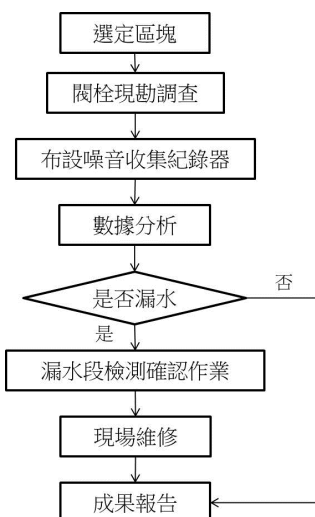 選定區塊
閥栓現勘調查
布設噪音收集紀錄器
數據分析
是否漏水
否
是
漏水段檢測確認作業
現場維修
成果報告